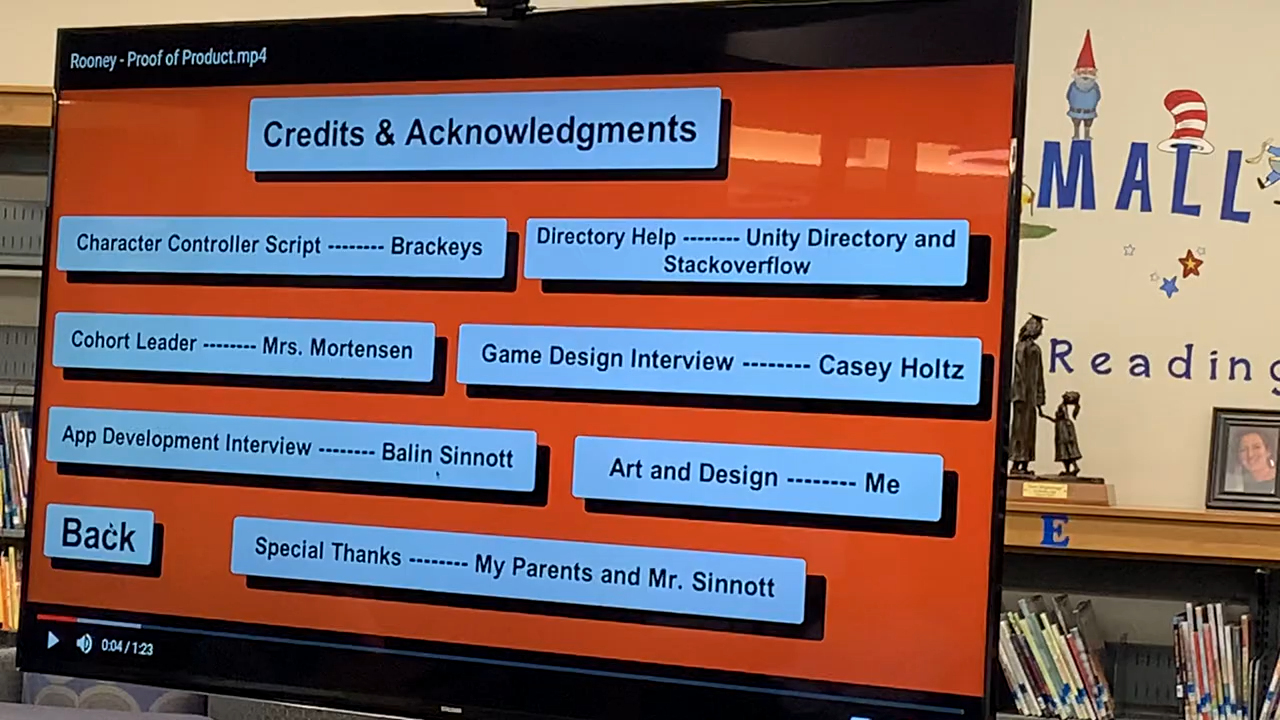 Rooney - Proof of Product.mp4
Credits & Acknowledgments
Character Controller Script -------- Brackeys
Directory Help -------- Unity Directory and
Stackoverflow
Cohort Leader -------- Mrs. Mortensen
Game Design Interview -------- Casey Holtz
App Development Interview -------- Balin Sinnott
Art and Design -------- Me
Back
Special Thanks -------- My Parents and Mr. Sinnott
0:04 / 1:23
MALL
Reading
E